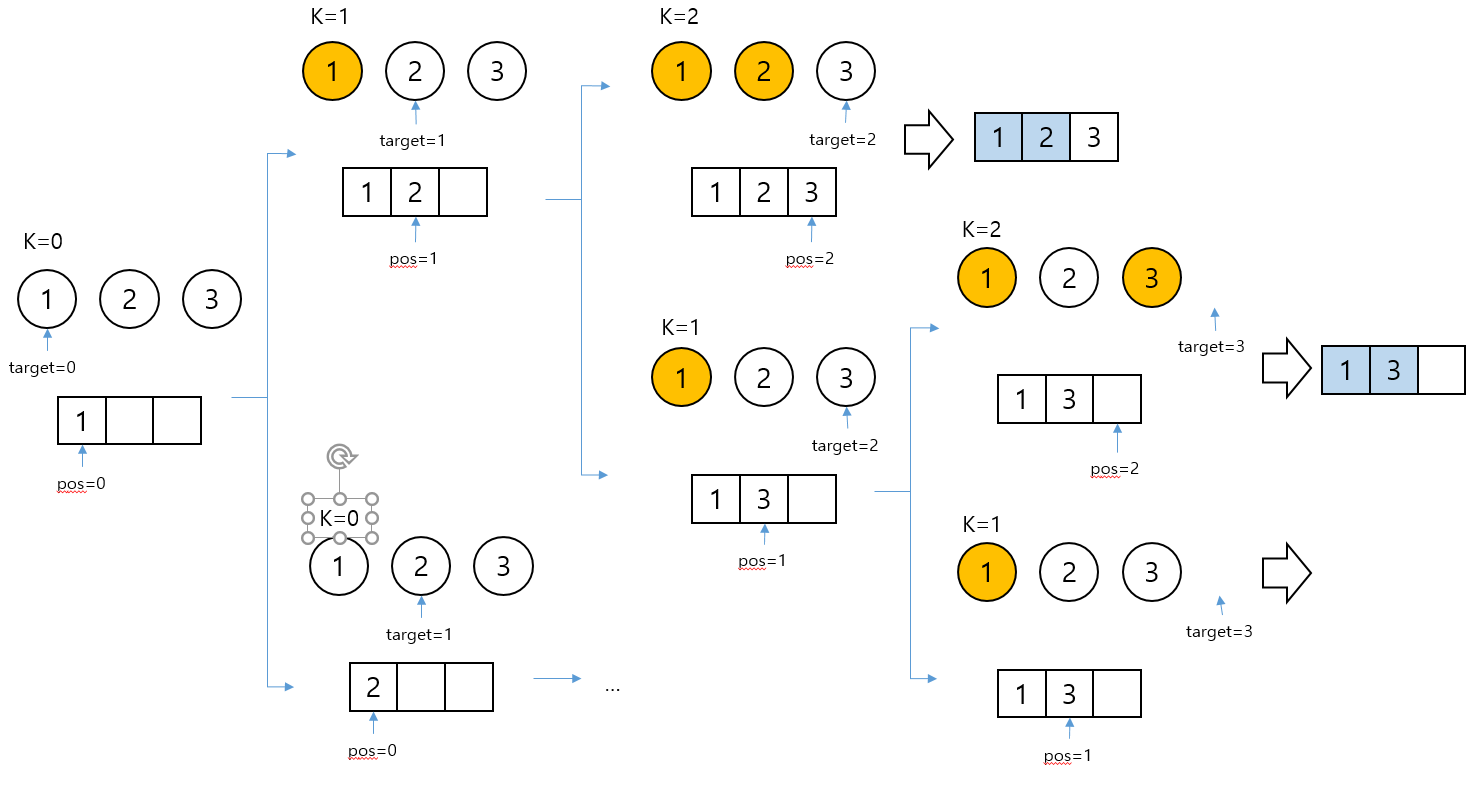 K=0
1 2 3
target=0
1
pos=0
K=1
1 2 3
target=1
1 2
pos=1
K=0
1 2 3
target=1
2
pos=0
...
K=2
1 2 3
target=2
1 2 3
pos=2
1 2 3
K=1
1 2 3
target=2
1 3
pos=1
K=2
1 2 3
target=3
1 3
pos=2
1 3
K=1
1 2 3
target=3
1 3
pos=1